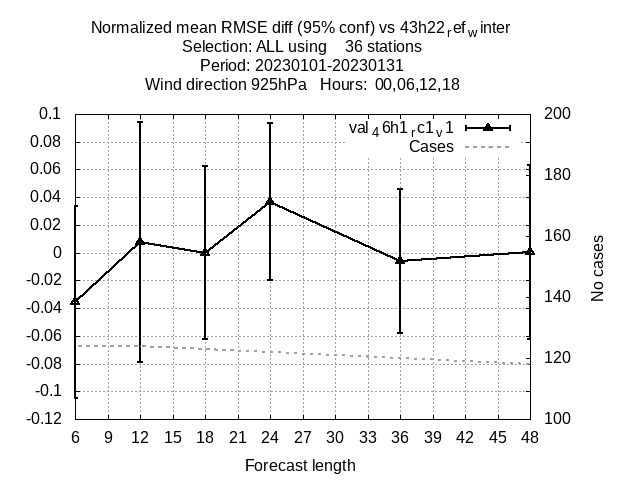 Normalized mean RMSE diff (95% conf) vs 43h22refwinter
Selection: ALL using 36 stations
Period: 20230101-20230131
Wind direction 925hPa Hours: 00,06,12,18
0.1
0.08
0.06
0.04
0.02
0
-0.02
-0.04
-0.06
-0.08
-0.1
-0.12
val46h1rc1v1
Cases
200
180
160
140
120
100
No cases
6 9 12 15 18 21 24 27 30 33 36 39 42 45 48
Forecast length